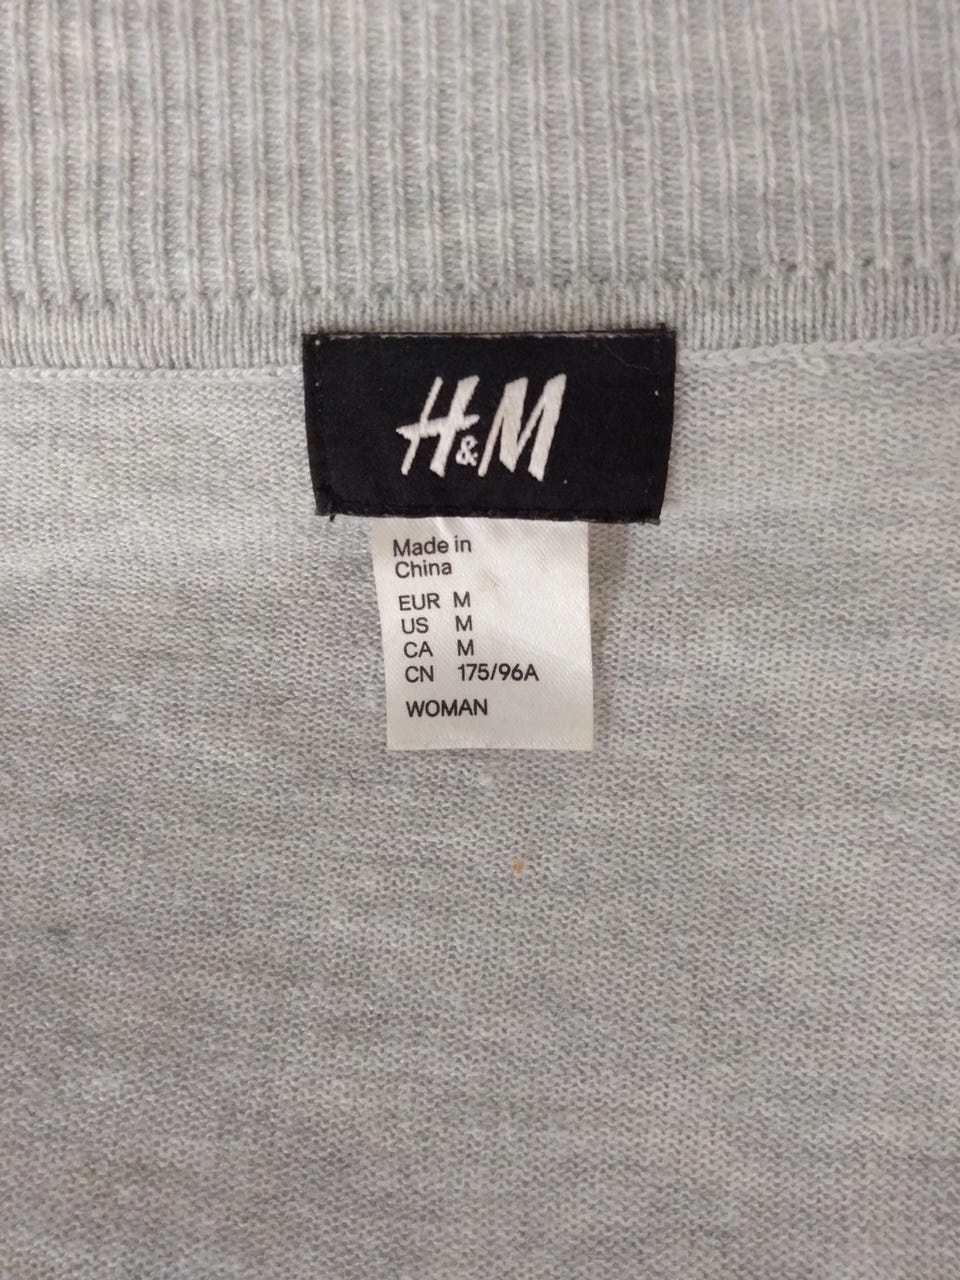 H&M
Made in
China
EUR M
US M
CA M
CN 175/96A
WOMAN